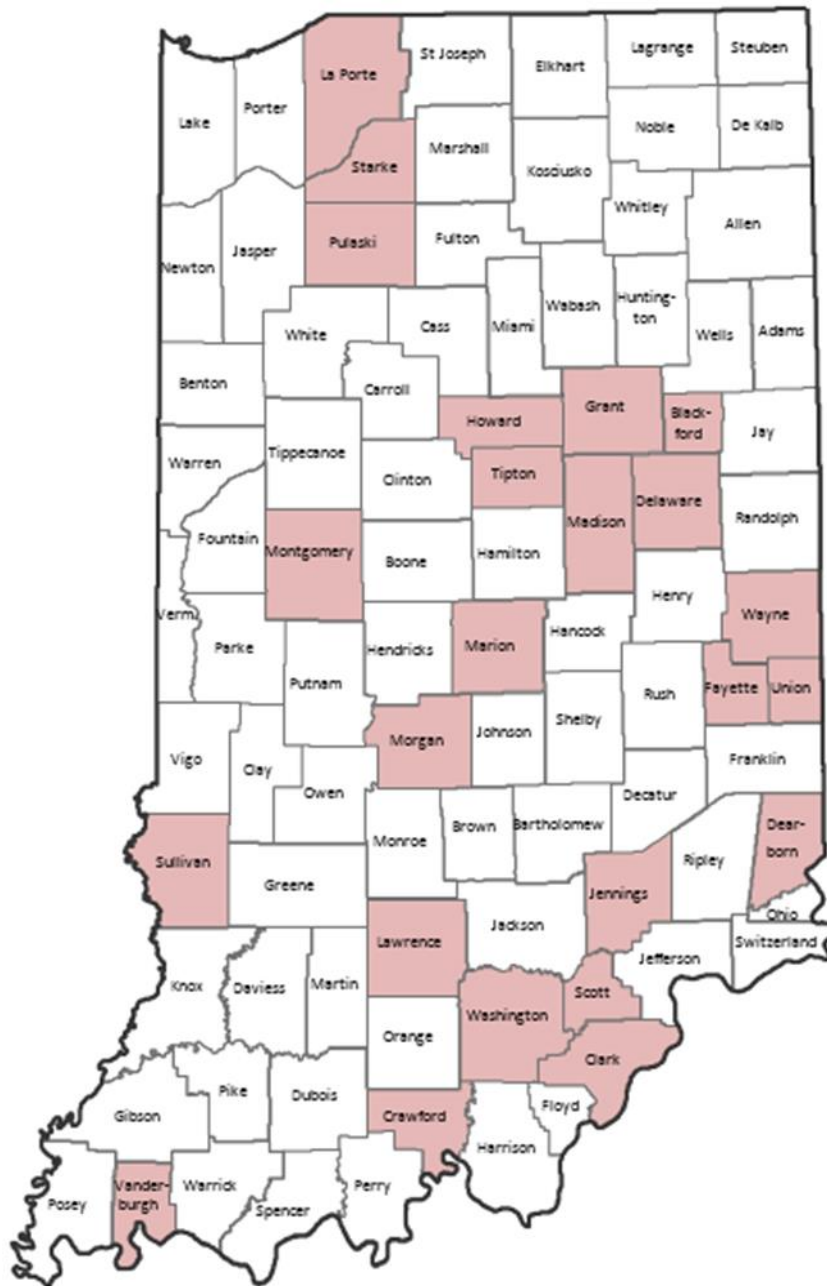 La Porte
St Joseph
Elkhart
Lagrange
Steuben
Lake
Porter
Noble
De Kalb
Starke
Marshall
Kosciusko
Whitley
Allen
Newton
Jasper
Pulaski
Fulton
White
Cass
Miami
Wabash
Hunting-
ton
Wells
Adams
Benton
Carroll
Howard
Grant
Black-
ford
Jay
Warren
Tippecanoe
Clinton
Tipton
Madison
Delaware
Randolph
Fountain
Montgomery
Boone
Hamilton
Verm.
Parke
Putnam
Hendricks
Marion
Hancock
Henry
Wayne
Vigo
Clay
Owen
Morgan
Johnson
Shelby
Rush
Fayette
Union
Franklin
Decatur
Sullivan
Greene
Monroe
Brown
Bartholomew
Jennings
Ripley
Dear-
born
Ohio
Switzerland
Jefferson
Knox
Daviess
Martin
Lawrence
Jackson
Scott
Washington
Orange
Clark
Gibson
Pike
Dubois
Crawford
Harrison
Floyd
Posey
Vander-
burgh
Warrick
Spencer
Perry